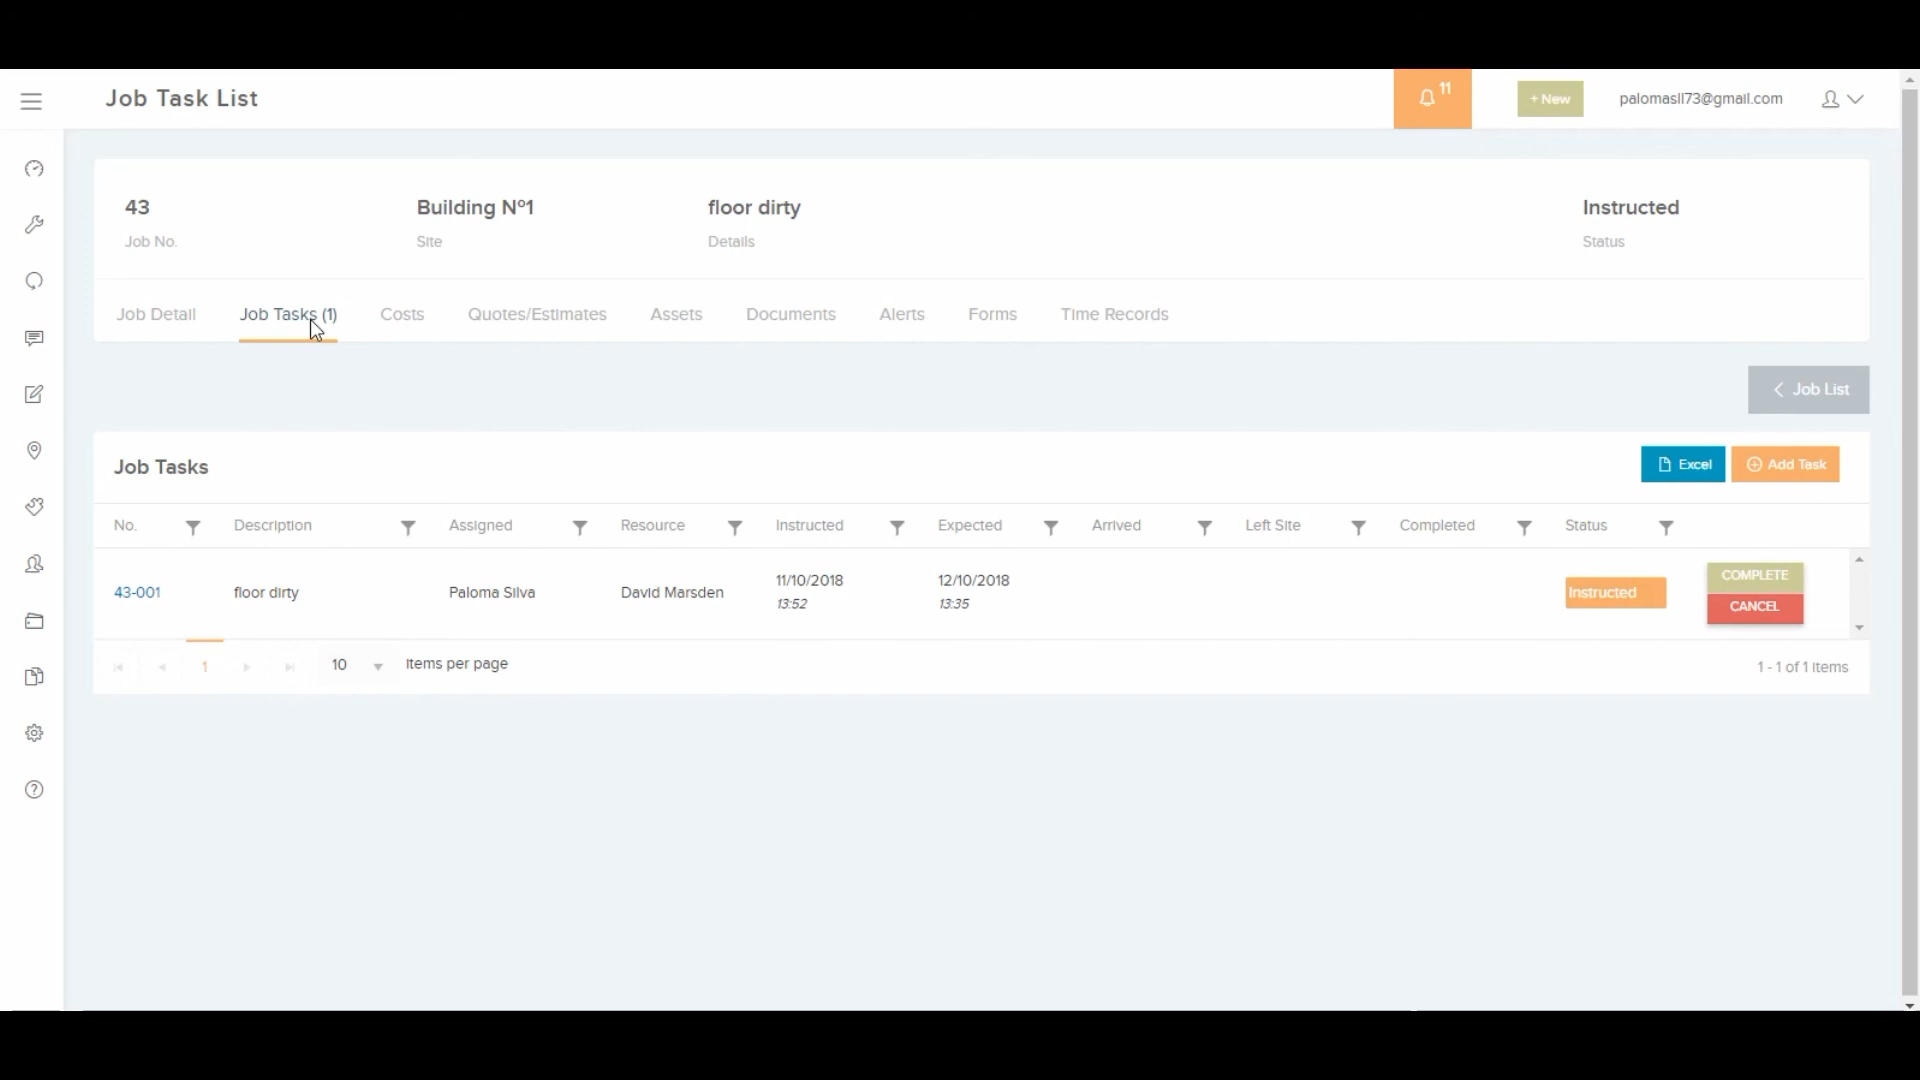 Job Task List
11
+ New
palomasll73@gmail.com
43
Building Nº1
floor dirty
Instructed
Job No.
Site
Details
Status
Job Detail
Job Tasks (1)
Costs
Quotes/Estimates
Assets
Documents
Alerts
Forms
Time Records
Job List
Job Tasks
Excel
Add Task
No.
Description
Assigned
Resource
Instructed
Expected
Arrived
Left Site
Completed
Status
43-001
floor dirty
Paloma Silva
David Marsden
11/10/2018
13:52
12/10/2018
13:35
Instructed
COMPLETE
CANCEL
1
10
Items per page
1 - 1 of 1 items